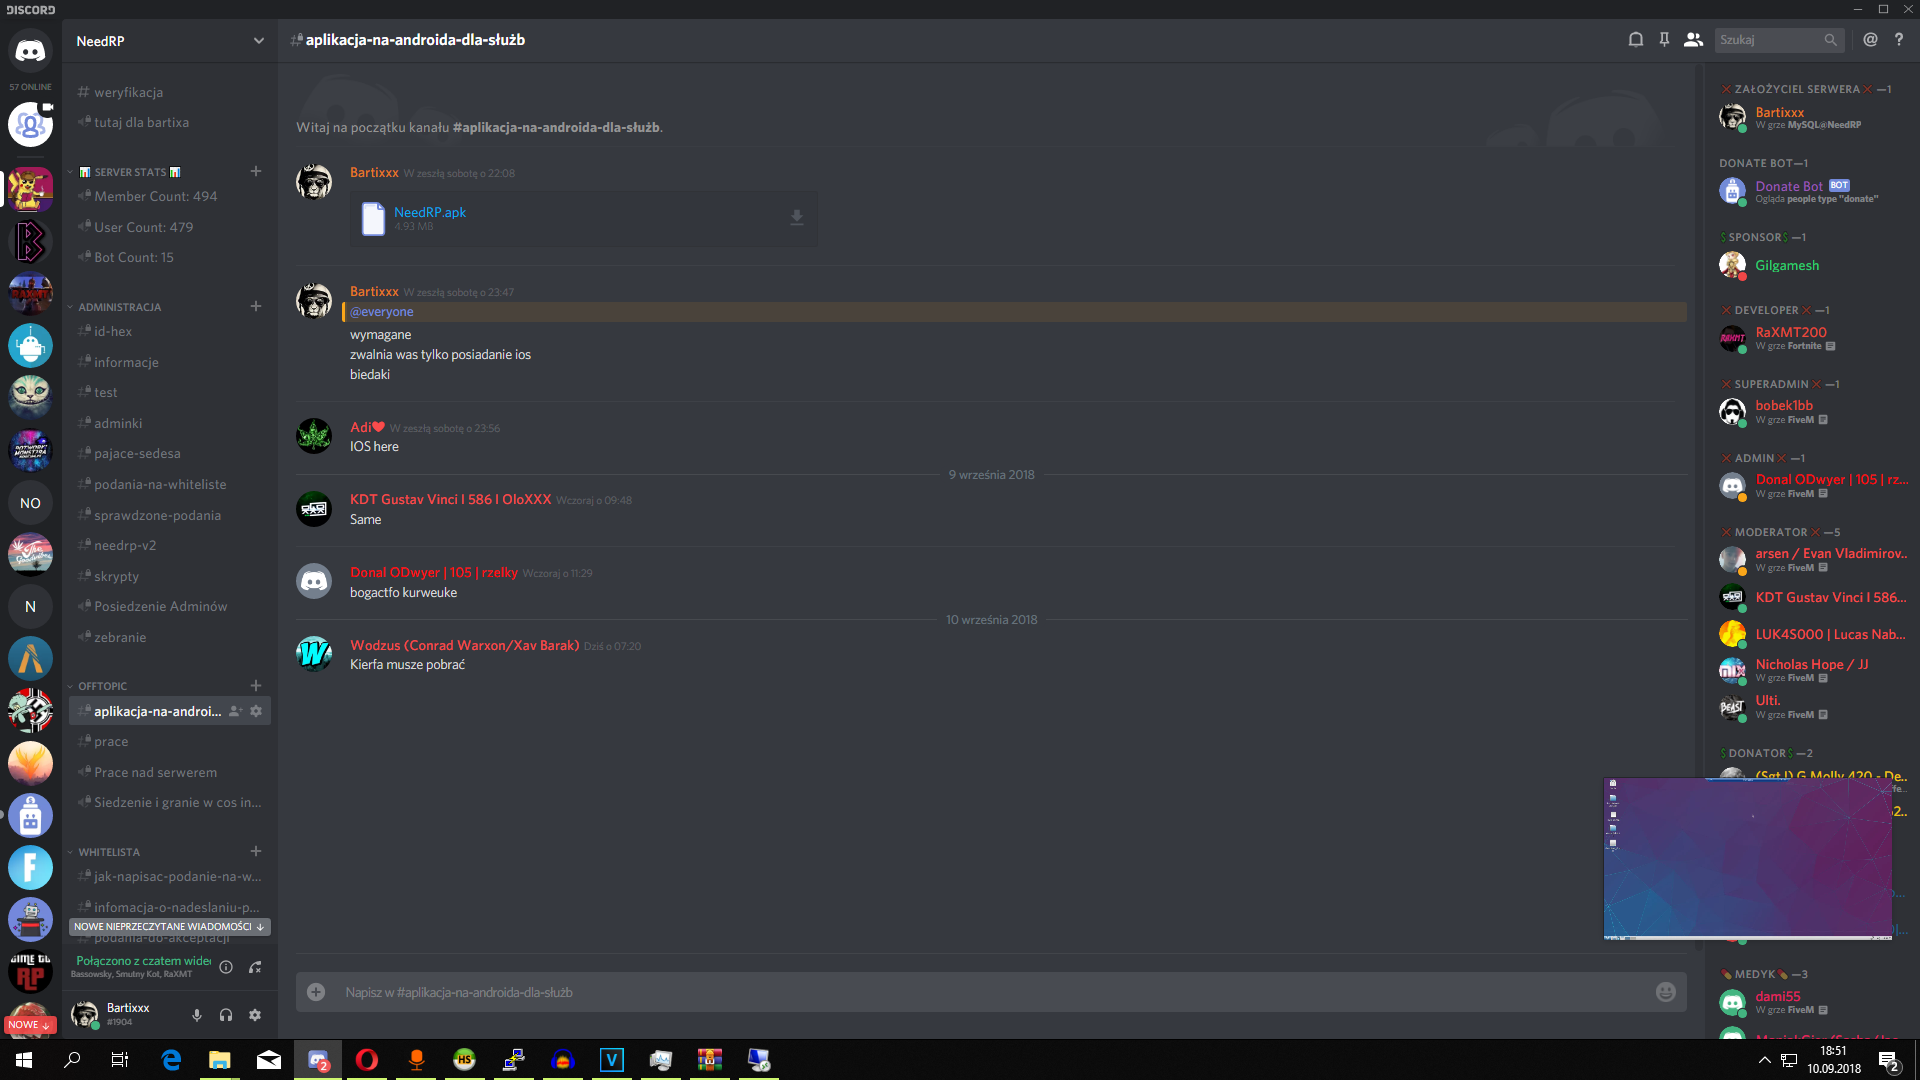 DISCORD
57 ONLINE
NO
N
NOWE
NeedRP
weryfikacja
tutaj dla bartixa
SERVER STATS
Member Count: 494
User Count: 479
Bot Count: 15
ADMINISTRACJA
id-hex
informacje
test
adminki
pajace-sedesa
podania-na-whiteliste
sprawdzone-podania
needrp-v2
skrypty
Posiedzenie Adminów
zebranie
OFFTOPIC
aplikacja-na-androi...
prace
Prace nad serwerem
Siedzenie i granie w cos in...
WHITELISTA
jak-napisac-podanie-na-w...
infomacja-o-nadeslaniu-p...
NOWE NIEPRZECZYTANE WIADOMOŚCI
podania-do-akceptacji
Połączono z czatem wideo
Bassowsky, Smutny Kot, RaXMT
Bartixxx
#1904
#aplikacja-na-androida-dla-służb
Szukaj
Witaj na początku kanału #aplikacja-na-androida-dla-służb.
Bartixxx W zeszłą sobotę o 22:08
NeedRP.apk
4.93 MB
Bartixxx W zeszłą sobotę o 23:47
@everyone
wymagane
zwalnia was tylko posiadanie ios
biedaki
Adi❤ W zeszłą sobotę o 23:56
IOS here
9 września 2018
KDT Gustav Vinci I 586 I OloXXX Wczoraj o 09:48
Same
Donal ODwyer | 105 | rzelky Wczoraj o 11:29
bogactfo kurweuke
10 września 2018
Wodzus (Conrad Warxon/Xav Barak) Dziś o 07:20
Kierfa musze pobrać
Napisz w #aplikacja-na-androida-dla-służb
ZAŁOŻYCIEL SERWERA—1
Bartixxx
W grze MySQL@NeedRP
DONATE BOT—1
Donate Bot BOT
Ogląda people type "donate"
$SPONSOR$—1
Gilgamesh
DEVELOPER—1
RaXMT200
W grze Fortnite
SUPERADMIN—1
bobek1bb
W grze FiveM
ADMIN—1
Donal ODwyer | 105 | rz...
W grze FiveM
MODERATOR—5
arsen / Evan Vladimirov...
W grze FiveM
KDT Gustav Vinci I 586...
LUK4S000 | Lucas Nab...
Nicholas Hope / JJ
W grze FiveM
Ulti.
W grze FiveM
$DONATOR$—2
(Sgt.I) G.Molly 420 - De...
MEDYK—3
dami55
W grze FiveM
18:51
10.09.2018
2